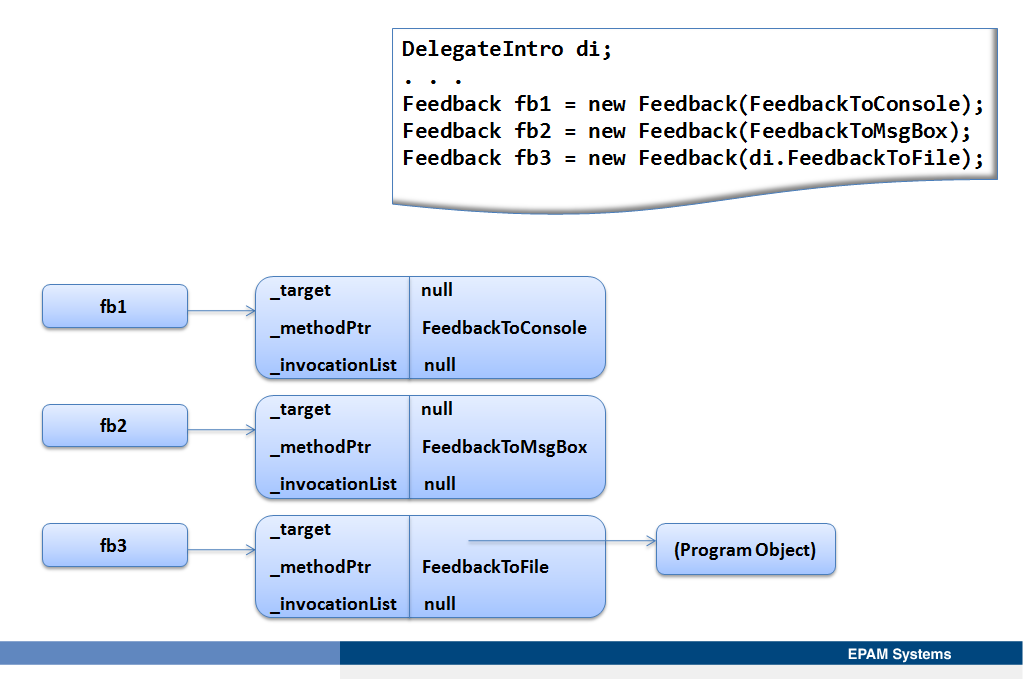 DelegateIntro di;
. . .
Feedback fb1 = new Feedback(FeedbackToConsole);
Feedback fb2 = new Feedback(FeedbackToMsgBox);
Feedback fb3 = new Feedback(di.FeedbackToFile);
fb1
_target null
_methodPtr FeedbackToConsole
_invocationList null
fb2
_target null
_methodPtr FeedbackToMsgBox
_invocationList null
fb3
_target
_methodPtr FeedbackToFile
_invocationList null
(Program Object)
EPAM Systems